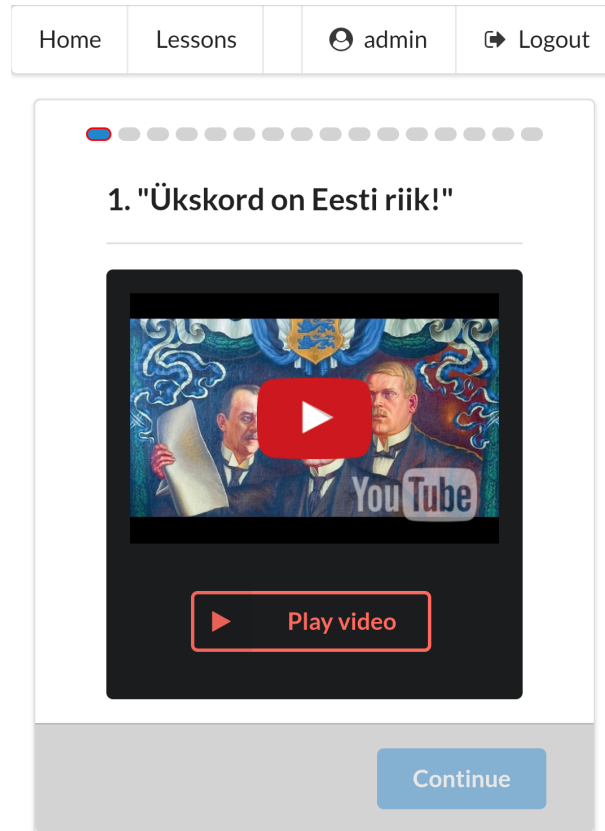 Home Lessons admin Logout
1. "Ükskord on Eesti riik!"
YouTube
Play video
Continue